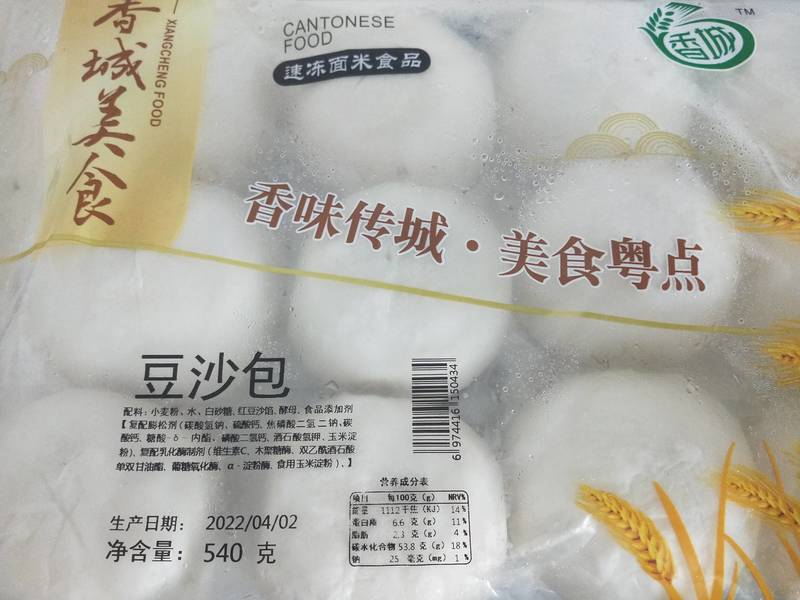 香城美食
XIANGCHENG FOOD
CANTONESE
FOOD
速冻面米食品
香城
TM
香味传城·美食粤点
豆沙包
配料：小麦粉、水、白砂糖、红豆沙馅、酵母、食品添加剂
【复配膨松剂（碳酸氢钠、硫酸钙、焦磷酸二氢二钠、碳
酸钙、糖酸-δ-内酯、磷酸二氢钙、酒石酸氢钾、玉米淀
粉）、复配乳化酶制剂（维生素C、木聚糖酶、双乙酰酒石酸
单双甘油酯、葡糖氧化酶、α-淀粉酶、食用玉米淀粉）、】
6 974416 150434
生产日期： 2022/04/02
净含量： 540 克
营养成分表
项目 每100克（g） NRV%
能量 1112千焦（KJ） 14%
蛋白质 6.6 克（g） 11%
脂肪 2.3 克（g） 4%
碳水化合物 53.8 克（g） 18%
钠 25 毫克（mg） 1%